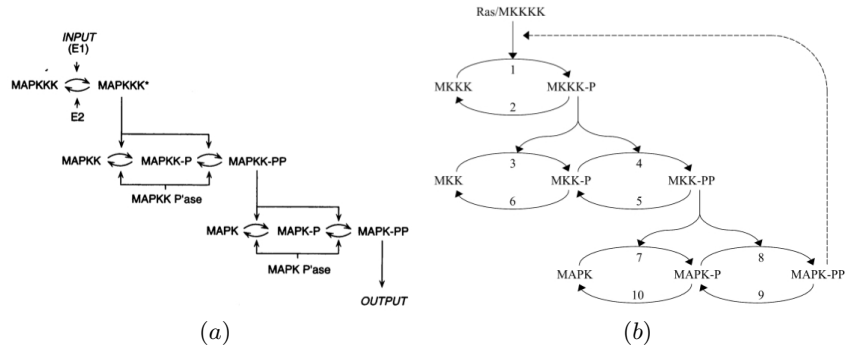 INPUT
(E1)
MAPKKK MAPKKK*
E2
MAPKK MAPKK-P MAPKK-PP
MAPKK P'ase
MAPK MAPK-P MAPK-PP
MAPK P'ase
OUTPUT
(a)
Ras/MKKKK
1
MKKK MKKK-P
2
3 4
MKK MKK-P MKK-PP
6 5
7 8
MAPK MAPK-P MAPK-PP
10 9
(b)